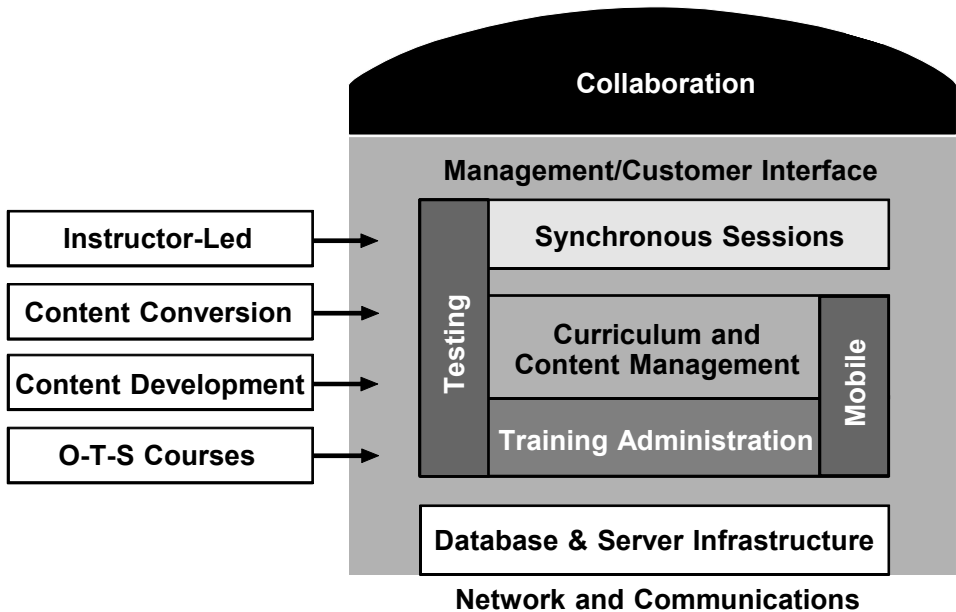 Collaboration
Management/Customer Interface
Instructor-Led
Content Conversion
Content Development
O-T-S Courses
Testing
Synchronous Sessions
Curriculum and
Content Management
Training Administration
Mobile
Database & Server Infrastructure
Network and Communications